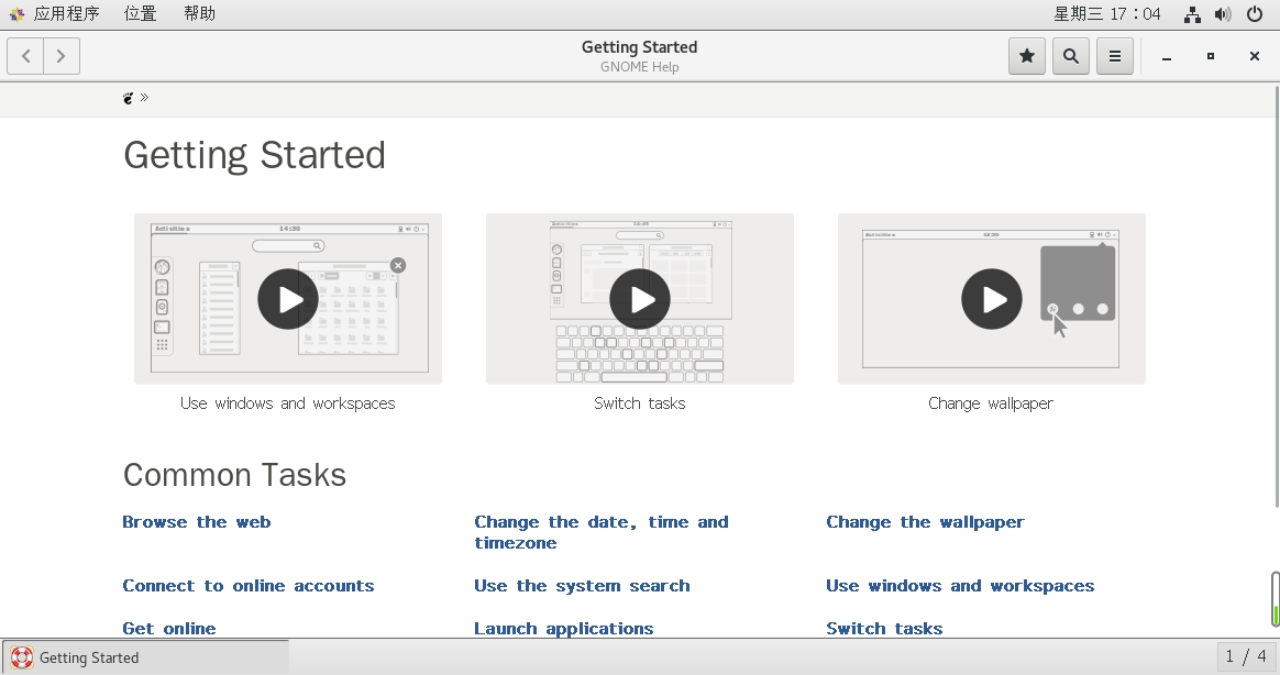 应用程序 位置 帮助 星期三 17：04
Getting Started
GNOME Help
Getting Started
Activities 14:30
Use windows and workspaces
Switch tasks
Change wallpaper
Common Tasks
Browse the web
Change the date, time and
timezone
Change the wallpaper
Connect to online accounts
Use the system search
Use windows and workspaces
Get online
Launch applications
Switch tasks
Getting Started
1 / 4